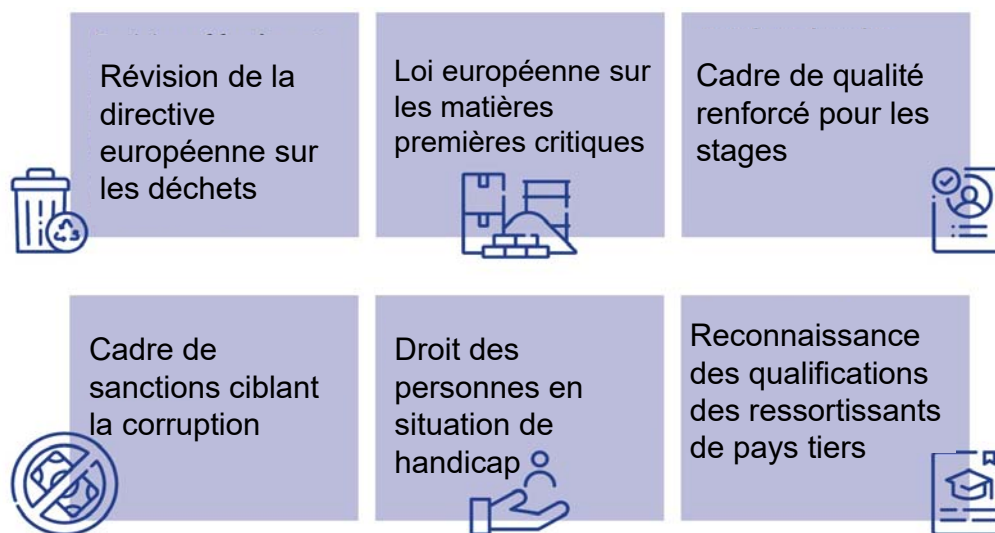 Révision de la
directive
européenne sur
les déchets
Loi européenne sur
les matières
premières critiques
Cadre de qualité
renforcé pour les
stages
Cadre de
sanctions ciblant
la corruption
Droit des
personnes en
situation de
handicap
Reconnaissance
des qualifications
des ressortissants
de pays tiers